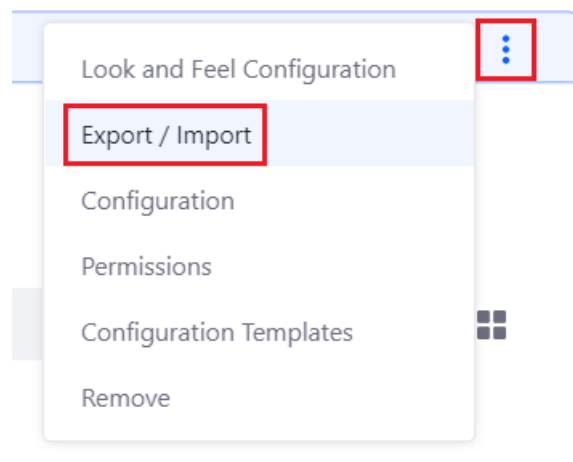 Look and Feel Configuration
Export / Import
Configuration
Permissions
Configuration Templates
Remove